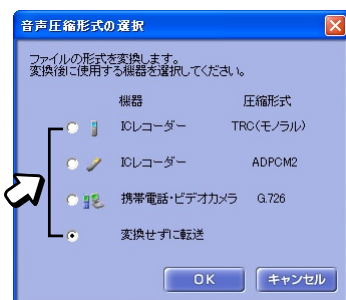 音声圧縮形式の選択
ファイルの形式を変換します。
変換後に使用する機器を選択してください。
機器 圧縮形式
ICレコーダー TRC(モノラル)
ICレコーダー ADPCM2
携帯電話・ビデオカメラ G.726
変換せずに転送
OK キャンセル